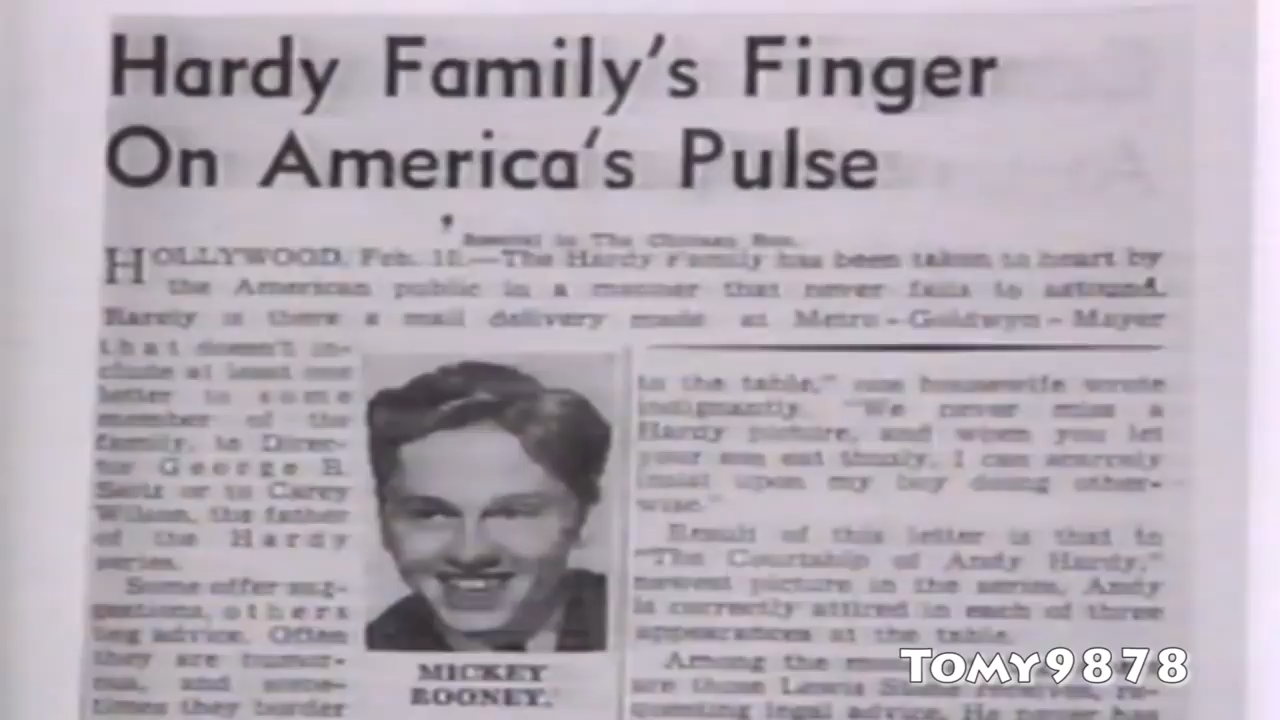 Hardy Family's Finger
On America's Pulse
HOLLYWOOD, Feb. 10.—The Hardy Family has been taken to heart by
the American public in a manner that never fails to astound.
Rarely is there a mail delivery made at Metro-Goldwyn-Mayer
that doesn't in-
clude at least one
letter to some
member of the
family, to Direc-
tor George B.
Seitz or to Carey
Wilson, the father
of the Hardy
series.
Some offer sug-
gestions, others
beg advice. Often
they are humor-
ous, and some-
times they border
MICKEY
ROONEY.
to the table," one housewife wrote
indignantly. "We never miss a
Hardy picture, and when you let
your son eat thusly, I can scarcely
insist upon my boy doing other-
wise."
Result of this letter is that in
"The Courtship of Andy Hardy,"
newest picture in the series, Andy
is correctly attired in each of three
appearances at the table.
Among the
are those Lewis Stone receives, re-
questing legal advice. He never has
TOMY9878